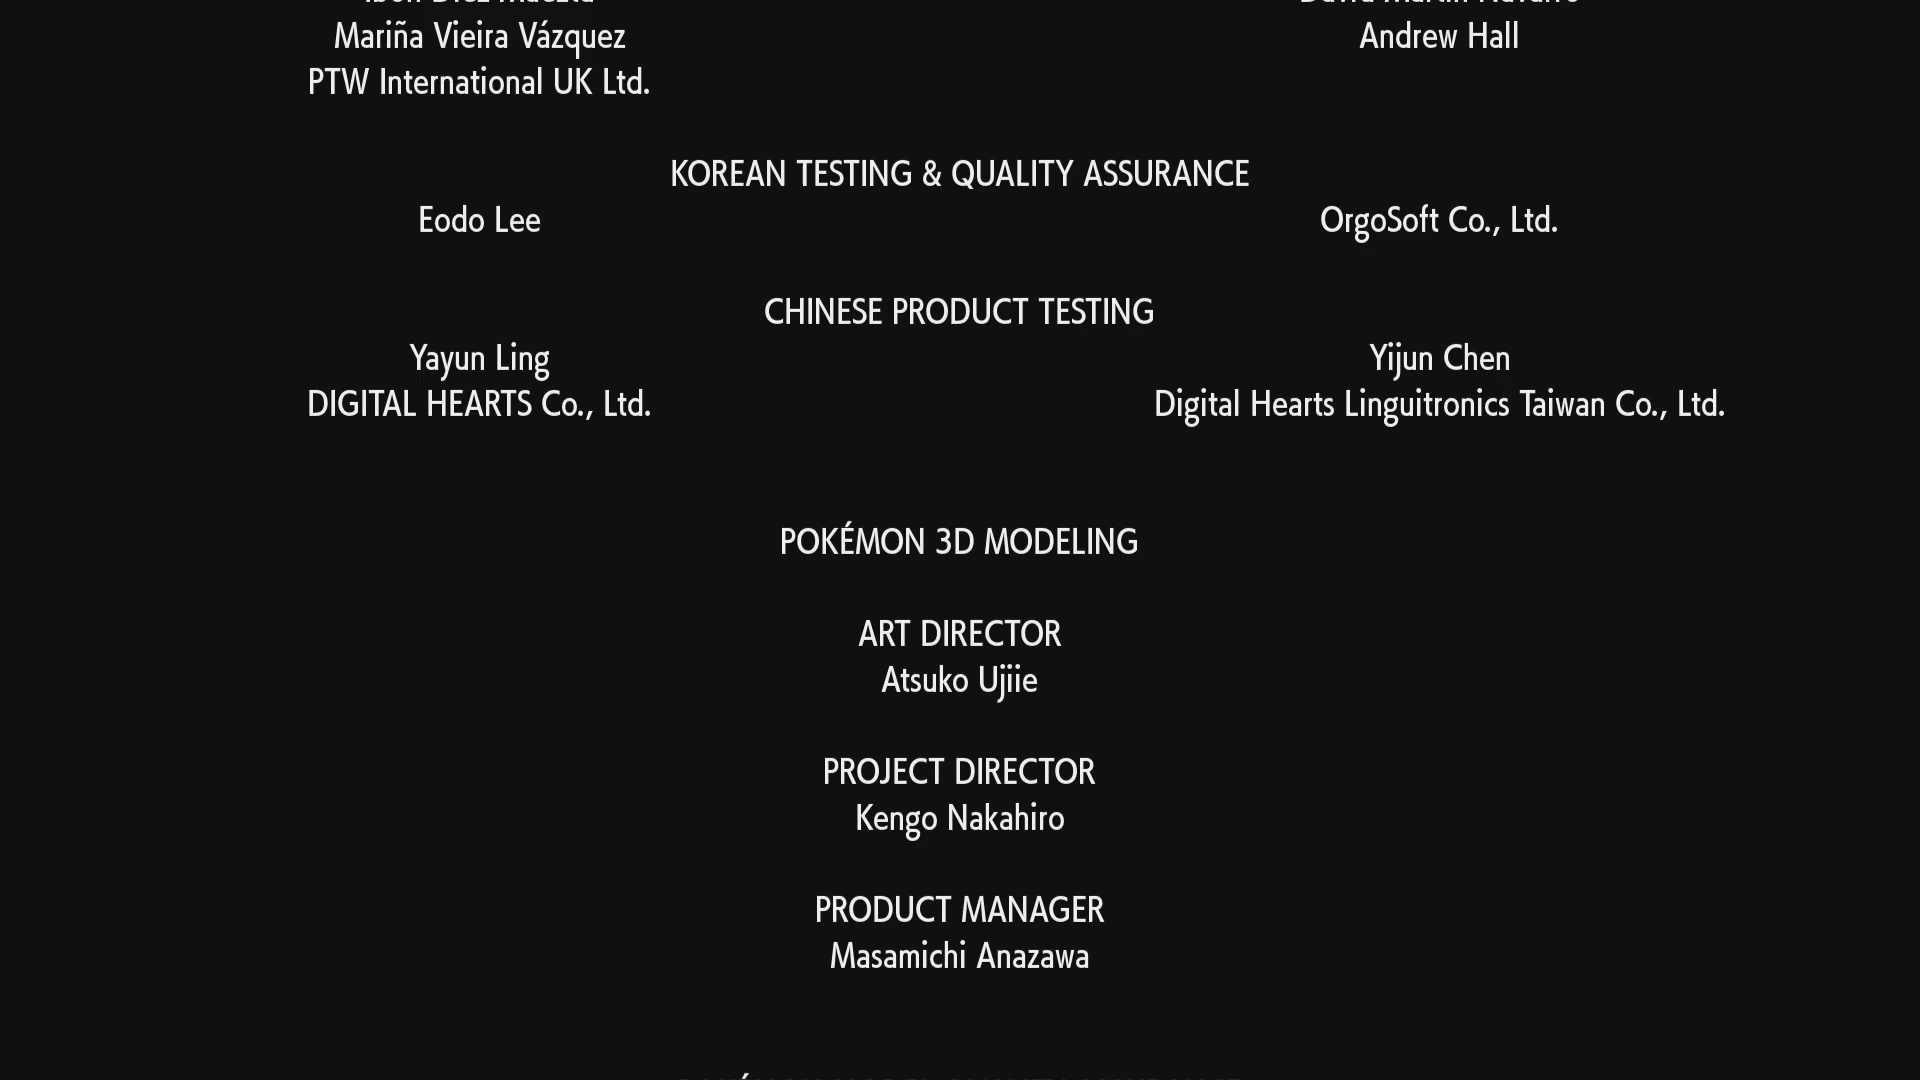 Mariña Vieira Vázquez
Andrew Hall
PTW International UK Ltd.
KOREAN TESTING & QUALITY ASSURANCE
Eodo Lee
OrgoSoft Co., Ltd.
CHINESE PRODUCT TESTING
Yayun Ling
Yijun Chen
DIGITAL HEARTS Co., Ltd.
Digital Hearts Linguitronics Taiwan Co., Ltd.
POKÉMON 3D MODELING
ART DIRECTOR
Atsuko Ujiie
PROJECT DIRECTOR
Kengo Nakahiro
PRODUCT MANAGER
Masamichi Anazawa